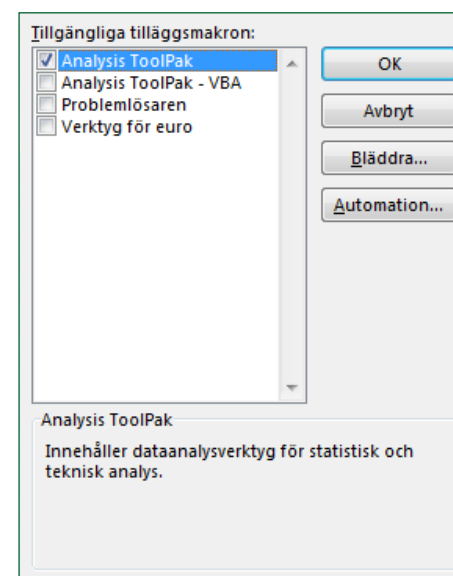 Tillgängliga tilläggsmakron:
Analysis ToolPak
Analysis ToolPak - VBA
Problemlösaren
Verktyg för euro
OK
Avbryt
Bläddra...
Automation...
Analysis ToolPak
Innehåller dataanalysverktyg för statistisk och
teknisk analys.